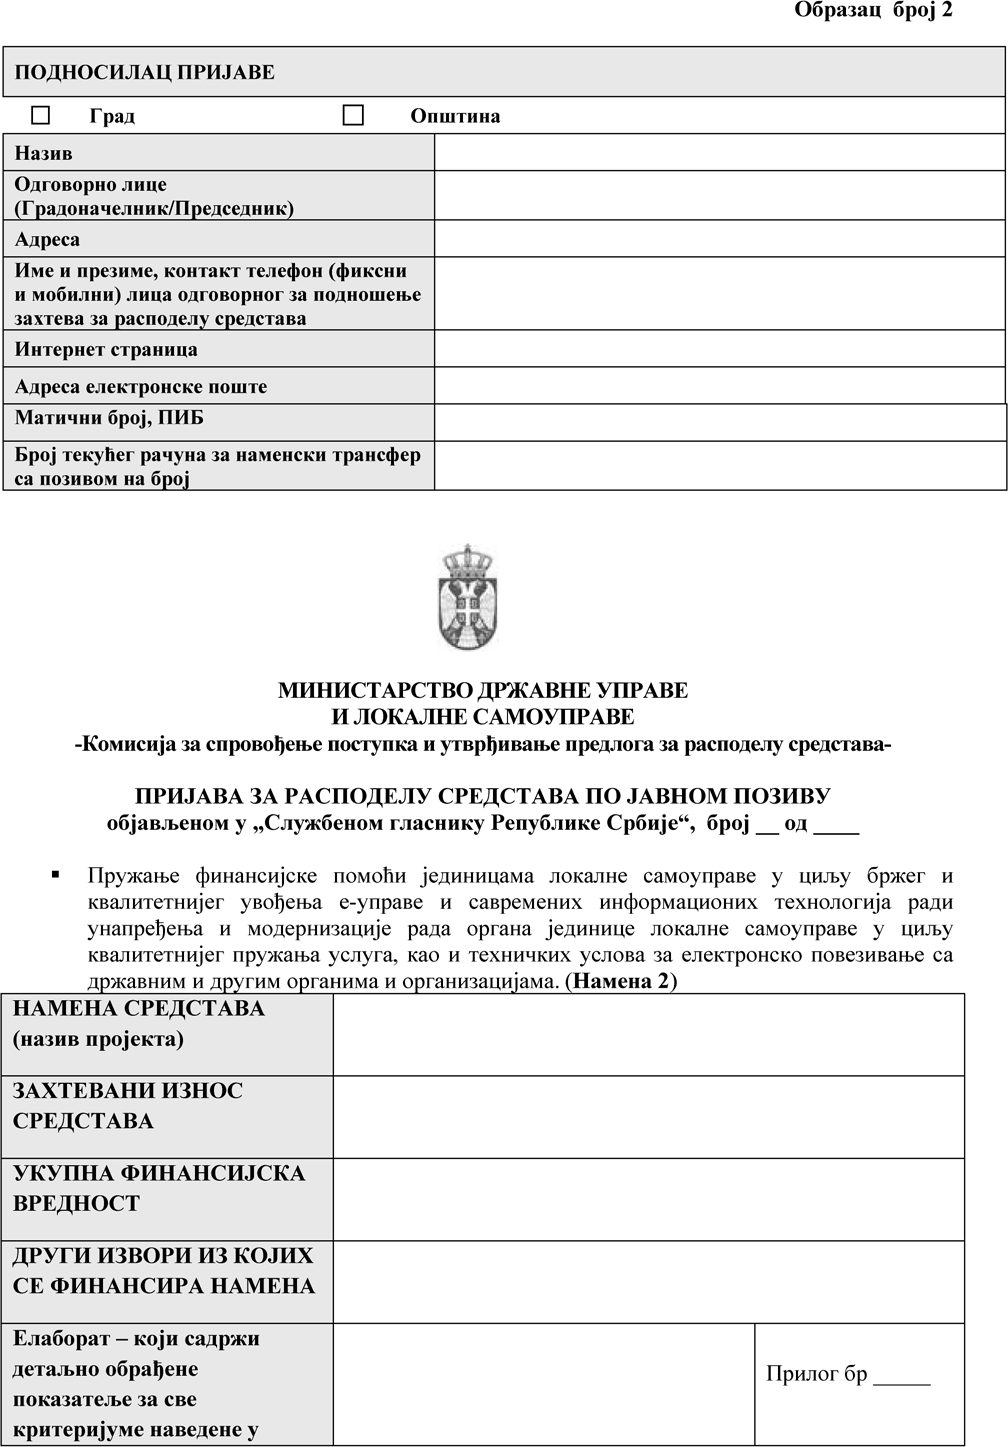 Образац број 2
ПОДНОСИЛАЦ ПРИЈАВЕ
Град Општина
Назив
Одговорно лице
(Градоначелник/Председник)
Адреса
Име и презиме, контакт телефон (фиксни
и мобилни) лица одговорног за подношење
захтева за расподелу средстава
Интернет страница
Адреса електронске поште
Матични број, ПИБ
Број текућег рачуна за наменски трансфер
са позивом на број
МИНИСТАРСТВО ДРЖАВНЕ УПРАВЕ
И ЛОКАЛНЕ САМОУПРАВЕ
-Комисија за спровођење поступка и утврђивање предлога за расподелу средстава-
ПРИЈАВА ЗА РАСПОДЕЛУ СРЕДСТАВА ПО ЈАВНОМ ПОЗИВУ
објављеном у „Службеном гласнику Републике Србије“, број __ од ____
▪ Пружање финансијске помоћи јединицама локалне самоуправе у циљу бржег и
квалитетнијег увођења е-управе и савремених информационих технологија ради
унапређења и модернизације рада органа јединице локалне самоуправе у циљу
квалитетнијег пружања услуга, као и техничких услова за електронско повезивање са
државним и другим органима и организацијама. (Намена 2)
НАМЕНА СРЕДСТАВА
(назив пројекта)
ЗАХТЕВАНИ ИЗНОС
СРЕДСТАВА
УКУПНА ФИНАНСИЈСКА
ВРЕДНОСТ
ДРУГИ ИЗВОРИ ИЗ КОЈИХ
СЕ ФИНАНСИРА НАМЕНА
Елаборат – који садржи
детаљно обрађене
показатеље за све
критеријуме наведене у
Прилог бр _____